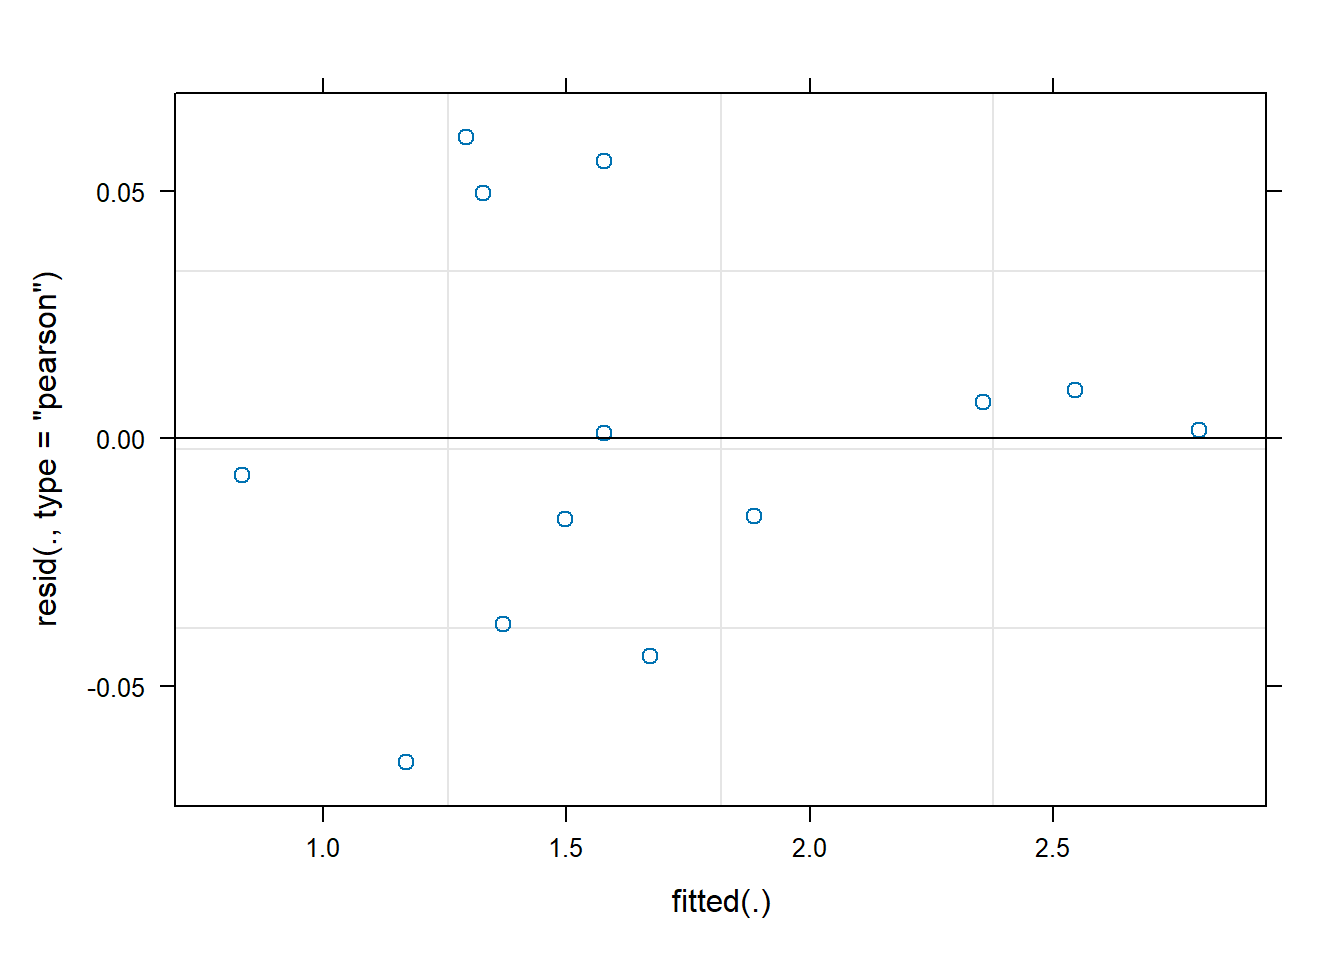 0.05
0.00
-0.05
resid(., type = "pearson")
1.0 1.5 2.0 2.5
fitted(.)